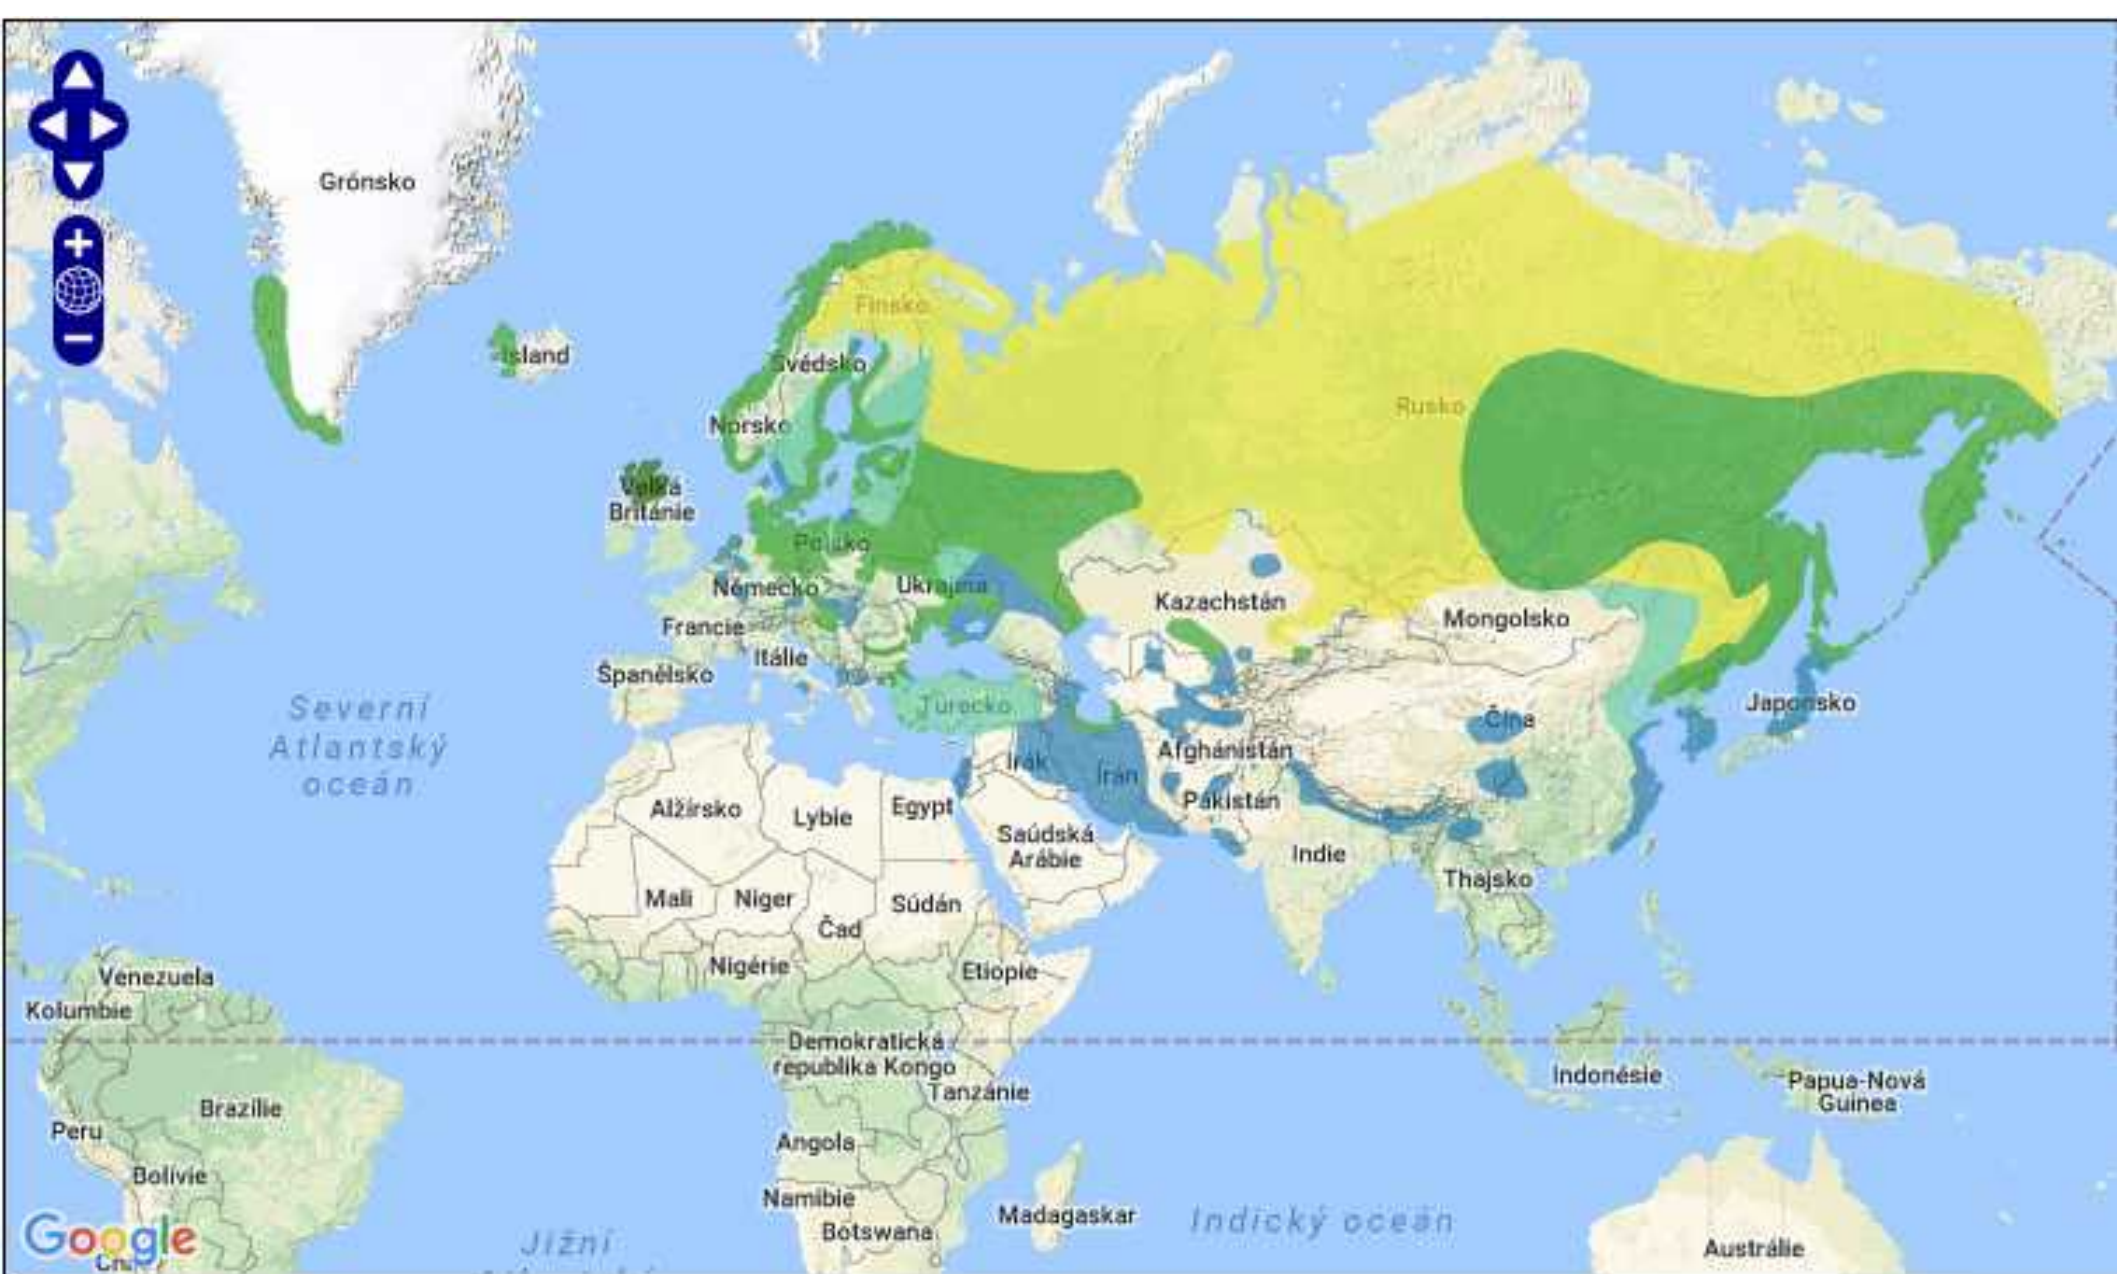 Grónsko
Finsko
Island
Švédsko
Rusko
Norsko
Velká
Británie
Polsko
Německo
Ukrajina
Kazachstán
Francie
Mongolsko
Itálie
Španělsko
Severní
Atlantský
oceán
Turecko
Japonsko
Čína
Afghánistán
Irák
Írán
Pákistán
Alžírsko
Lybie
Egypt
Saúdská
Arábie
Indie
Thajsko
Mali
Niger
Súdán
Čad
Nigérie
Etiopie
Venezuela
Kolumbie
Demokratická
republika Kongo
Tanzánie
Indonésie
Papua-Nová
Guinea
Brazílie
Peru
Angola
Bolívie
Namibie
Botswana
Madagaskar
Indický oceán
Austrálie
Google
Jižní